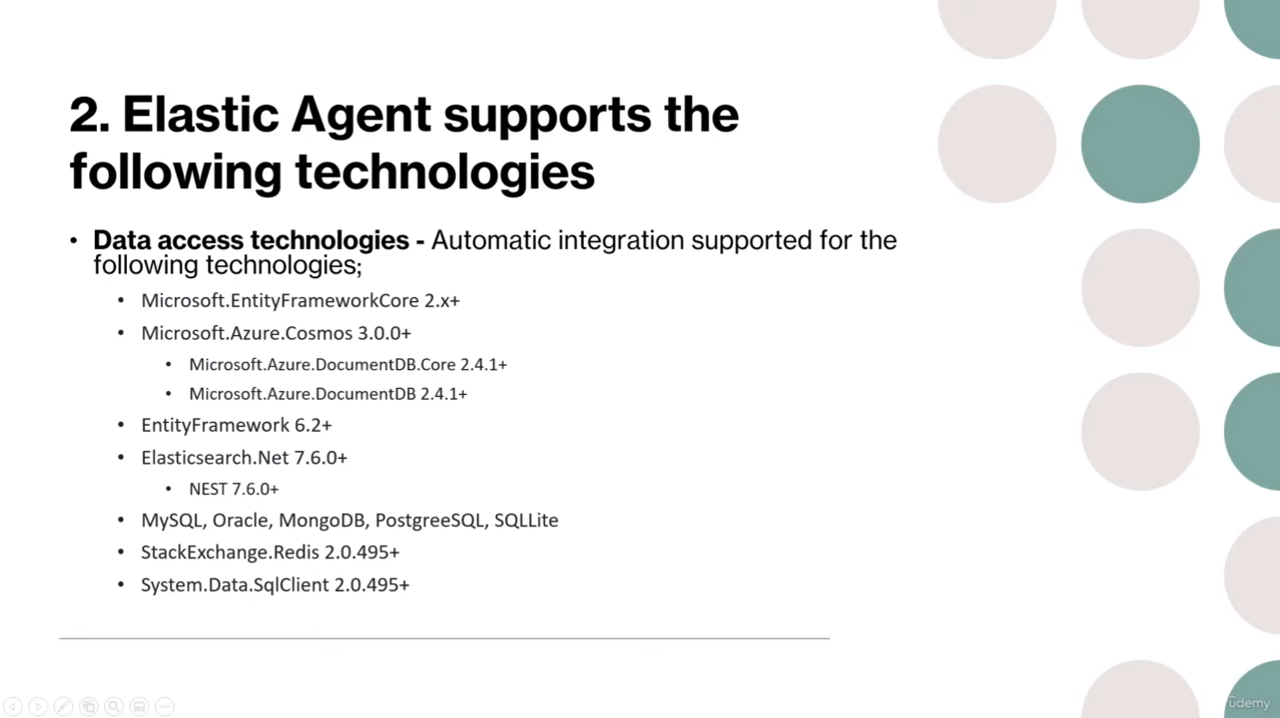 2. Elastic Agent supports the
following technologies
• Data access technologies - Automatic integration supported for the
following technologies;
• Microsoft.EntityFrameworkCore 2.x+
• Microsoft.Azure.Cosmos 3.0.0+
• Microsoft.Azure.DocumentDB.Core 2.4.1+
• Microsoft.Azure.DocumentDB 2.4.1+
• EntityFramework 6.2+
• Elasticsearch.Net 7.6.0+
• NEST 7.6.0+
• MySQL, Oracle, MongoDB, PostgreeSQL, SQLLite
• StackExchange.Redis 2.0.495+
• System.Data.SqlClient 2.0.495+
ûdemy